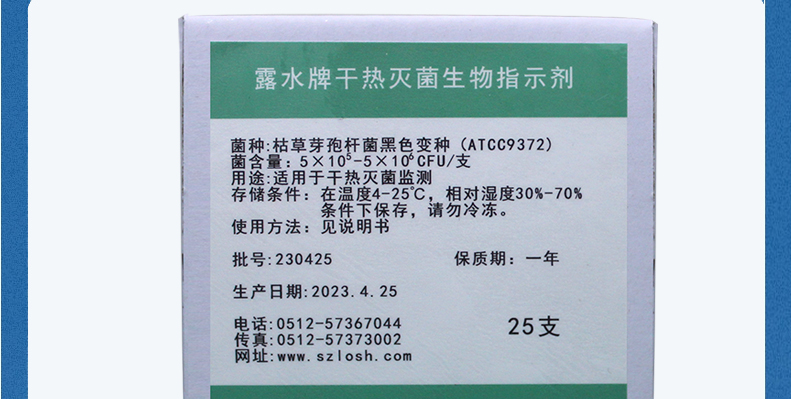 露水牌干热灭菌生物指示剂
菌种:枯草芽孢杆菌黑色变种（ATCC9372）
菌含量：5×10⁵-5×10⁶CFU/支
用途:适用于干热灭菌监测
存储条件：在温度4-25℃，相对湿度30%-70%
条件下保存，请勿冷冻。
使用方法：见说明书
批号:230425 保质期：一年
生产日期:2023.4.25
电话:0512-57367044
传真:0512-57373002
网址:www.szlosh.com
25支